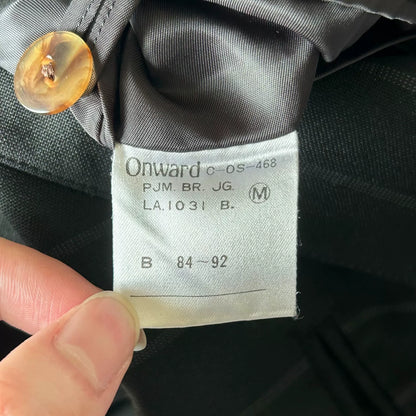 Onward C-OS-468
PJM. BR. JG.
LA. 1031 B. M
B 84~92